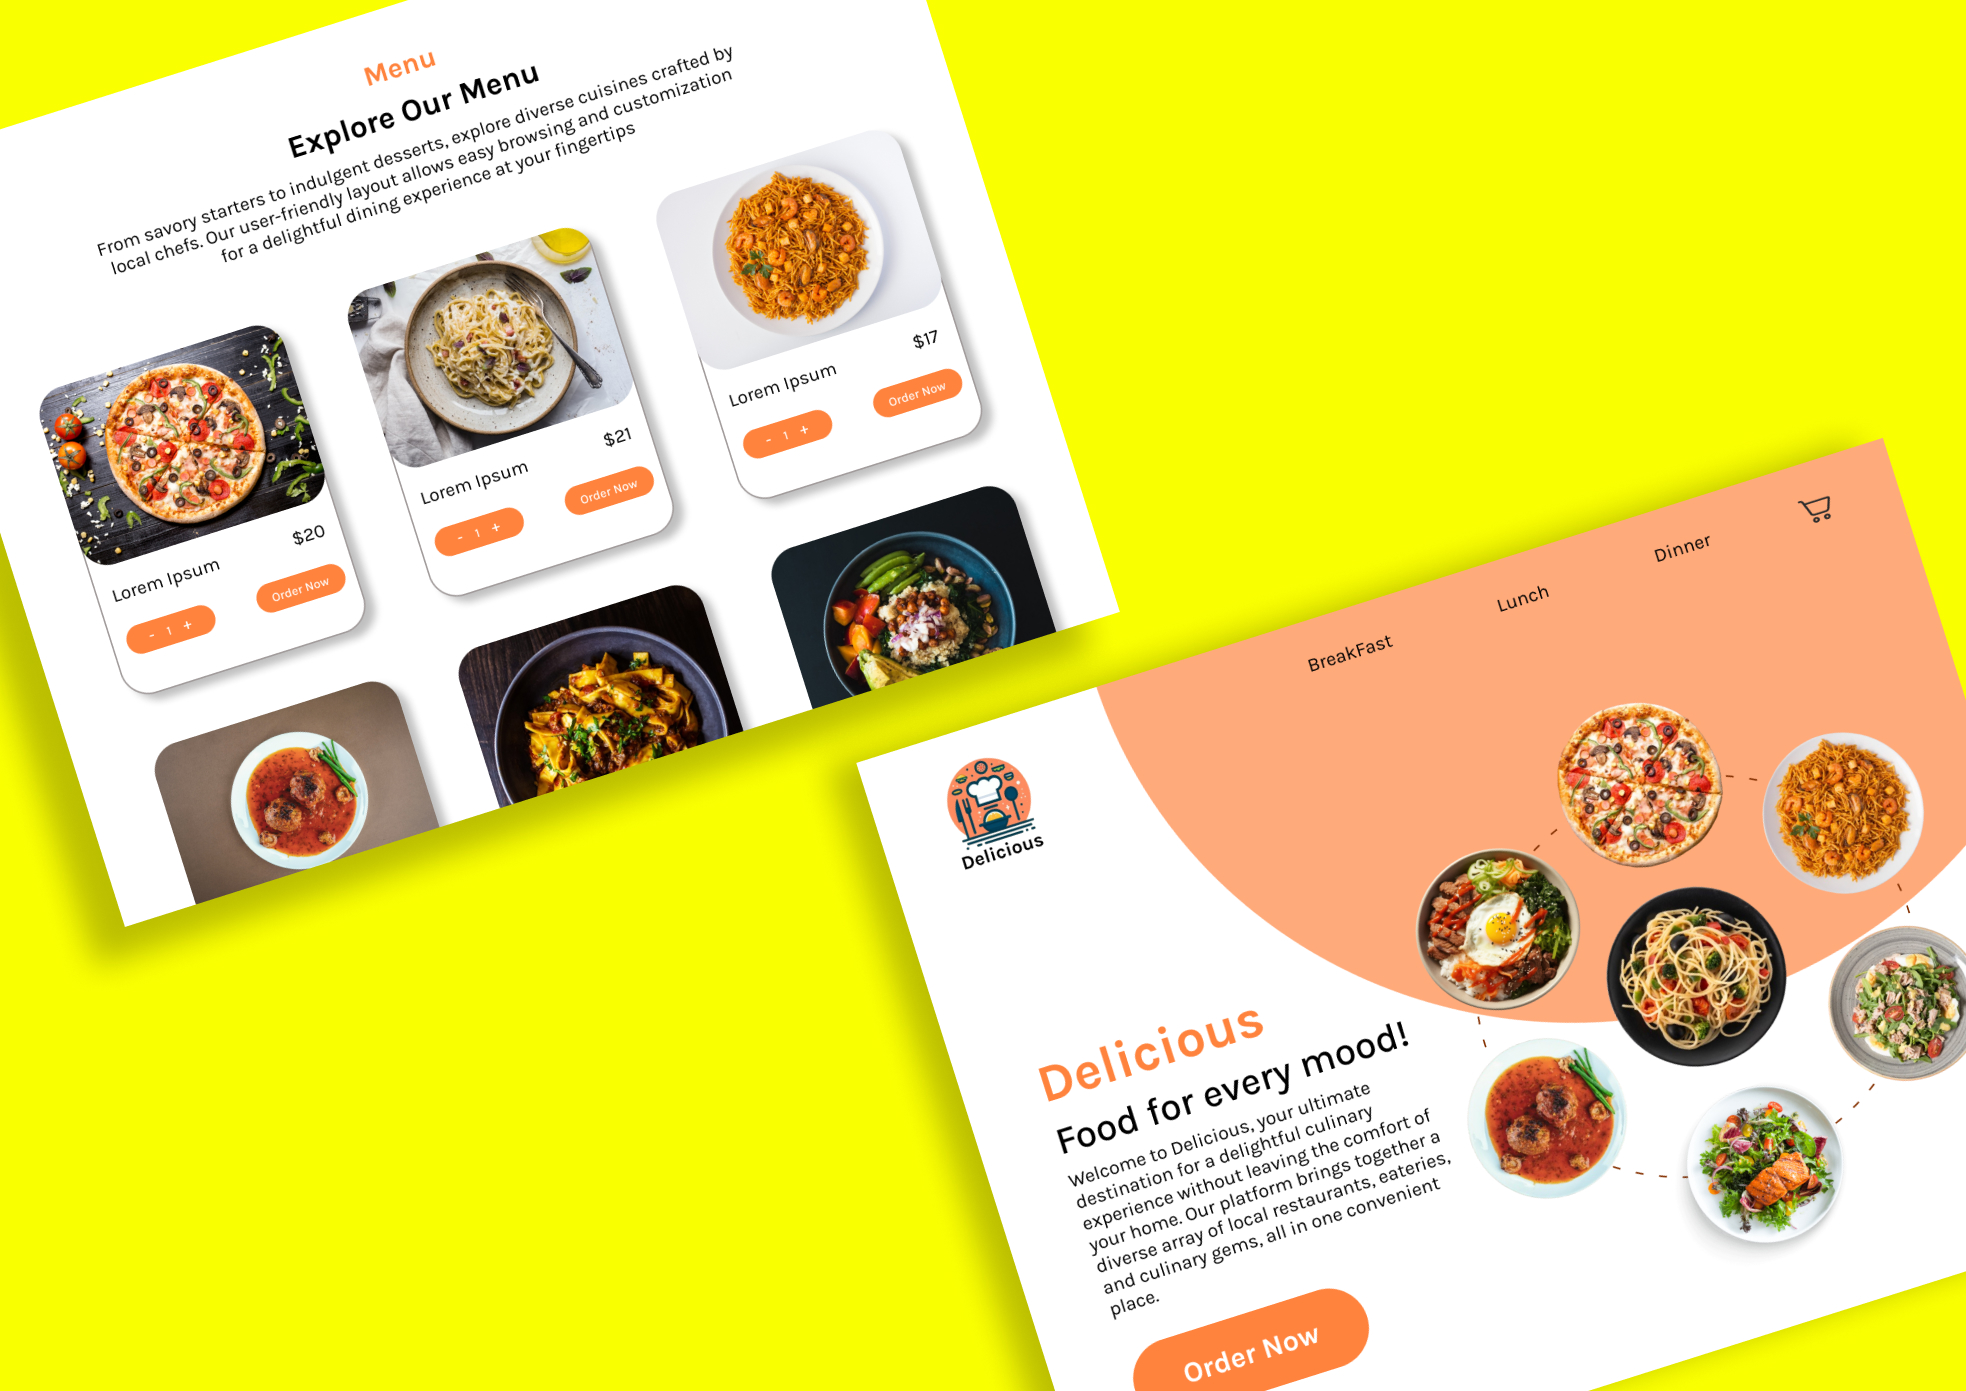 Menu
Explore Our Menu
From savory starters to indulgent desserts, explore diverse cuisines crafted by
local chefs. Our user-friendly layout allows easy browsing and customization
for a delightful dining experience at your fingertips
Lorem Ipsum
$20
- 1 +
Order Now
Lorem Ipsum
$21
- 1 +
Order Now
Lorem Ipsum
$17
- 1 +
Order Now
Delicious
BreakFast
Lunch
Dinner
Delicious
Food for every mood!
Welcome to Delicious, your ultimate
destination for a delightful culinary
experience without leaving the comfort of
your home. Our platform brings together a
diverse array of local restaurants, eateries,
and culinary gems, all in one convenient
place.
Order Now